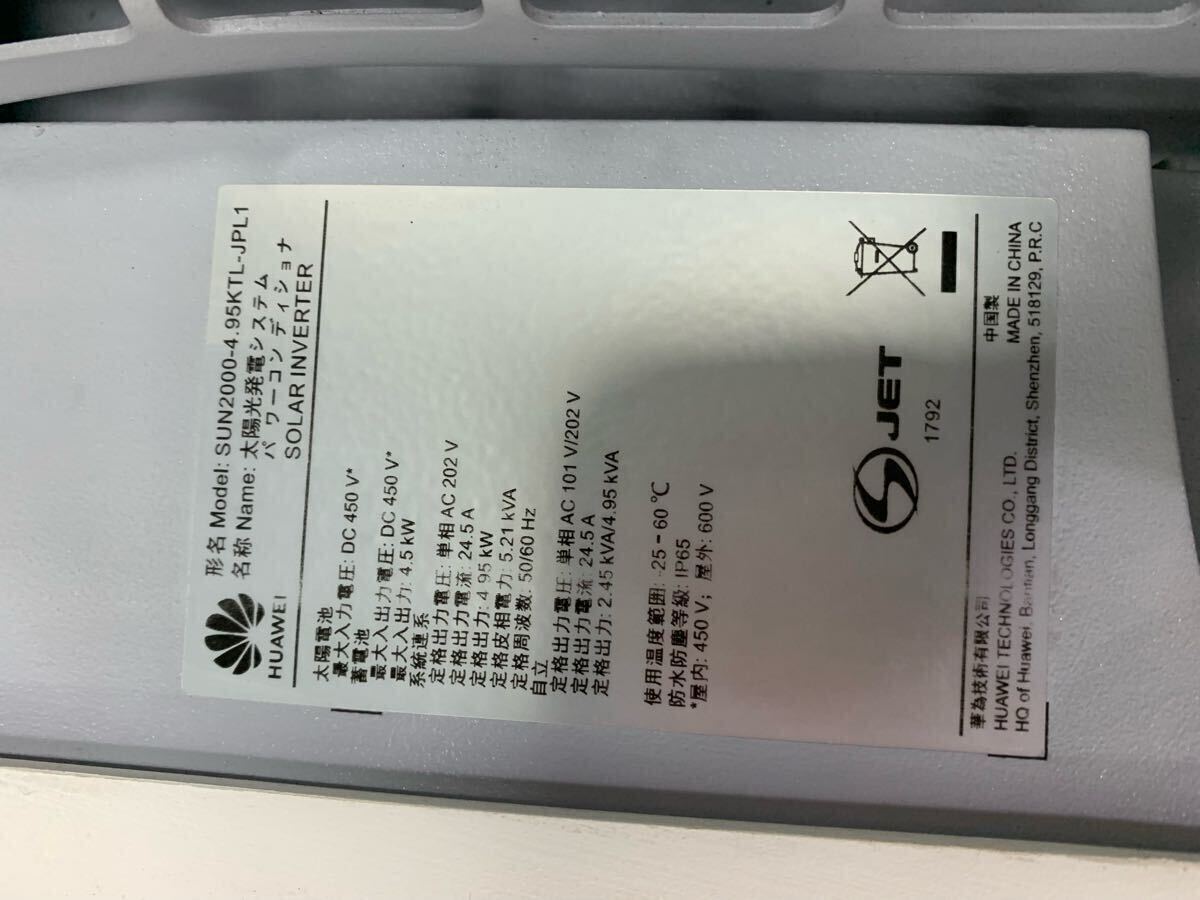 HUAWEI
形名 Model: SUN2000-4.95KTL-JPL1
名称 Name: 太陽光発電システム
パワーコンディショナ
SOLAR INVERTER
太陽電池
最大入力電圧: DC 450 V*
蓄電池
最大入出力電圧: DC 450 V*
最大入出力: 4.5 kW
系統連系
定格出力電圧: 単相 AC 202 V
定格出力電流: 24.5 A
定格出力: 4.95 kW
定格皮相電力: 5.21 kVA
定格周波数: 50/60 Hz
自立
定格出力電圧: 単相 AC 101 V/202 V
定格出力電流: 24.5 A
定格出力: 2.45 kVA/4.95 kVA
使用温度範囲: -25 - 60 ℃
防水防塵等級: IP65
*屋内: 450 V; 屋外: 600 V
JET
1792
華為技術有限公司
中国製
HUAWEI TECHNOLOGIES CO., LTD.
MADE IN CHINA
HQ of Huawei, Bantian, Longgang District, Shenzhen, 518129, P.R.C